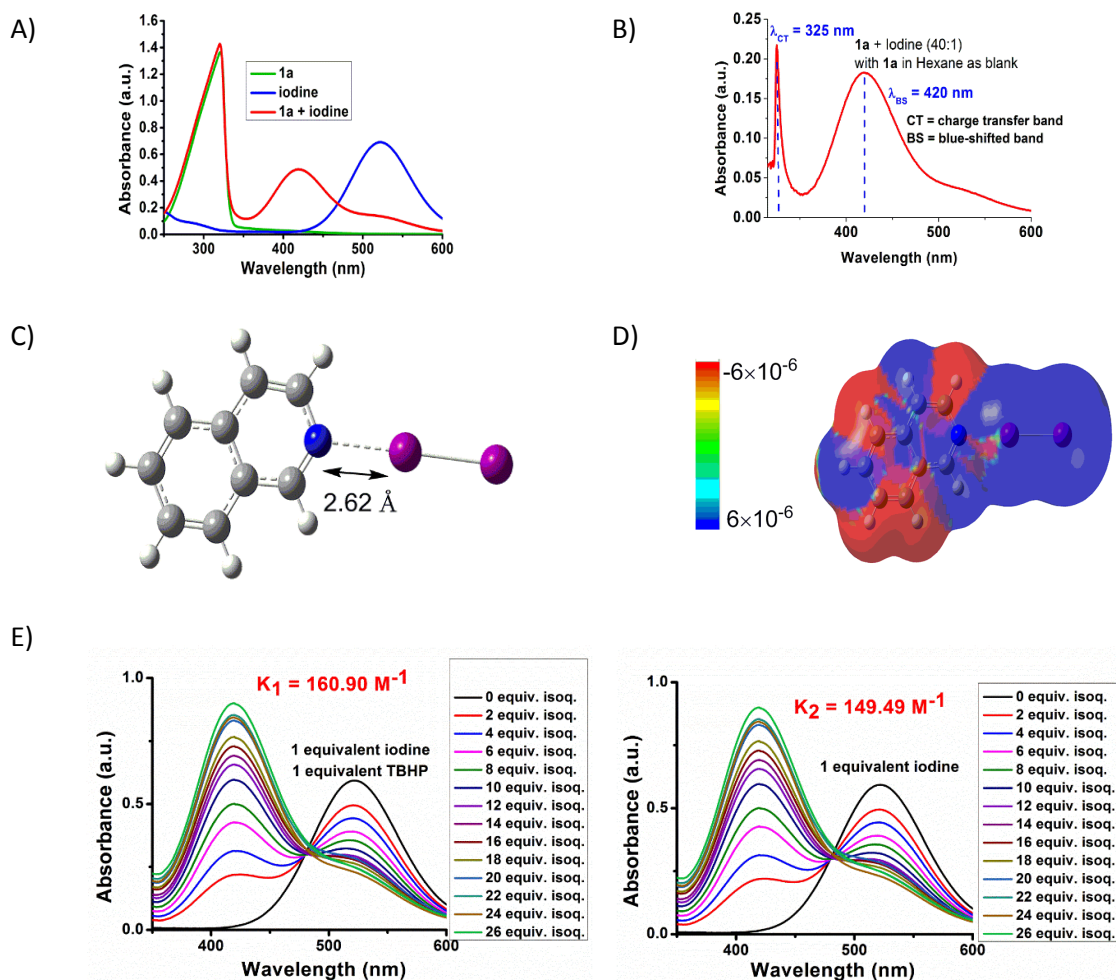 A)
Absorbance (a.u.)
1.6
1.4
1.2
1.0
0.8
0.6
0.4
0.2
0.0
1a
iodine
1a + iodine
300
400
500
600
Wavelength (nm)
B)
Absorbance (a.u.)
0.25
0.20
0.15
0.10
0.05
0.00
λCT = 325 nm
1a + Iodine (40:1)
with 1a in Hexane as blank
λBS = 420 nm
CT = charge transfer band
BS = blue-shifted band
400
500
600
Wavelength (nm)
C)
2.62 Å
D)
-6×10⁻⁶
6×10⁻⁶
E)
Absorbance (a.u.)
1.0
0.5
0.0
K₁ = 160.90 M⁻¹
1 equivalent iodine
1 equivalent TBHP
400
500
600
Wavelength (nm)
0 equiv. isoq.
2 equiv. isoq.
4 equiv. isoq.
6 equiv. isoq.
8 equiv. isoq.
10 equiv. isoq.
12 equiv. isoq.
14 equiv. isoq.
16 equiv. isoq.
18 equiv. isoq.
20 equiv. isoq.
22 equiv. isoq.
24 equiv. isoq.
26 equiv. isoq.
Absorbance (a.u.)
1.0
0.5
0.0
K₂ = 149.49 M⁻¹
1 equivalent iodine
400
500
600
Wavelength (nm)
0 equiv. isoq.
2 equiv. isoq.
4 equiv. isoq.
6 equiv. isoq.
8 equiv. isoq.
10 equiv. isoq.
12 equiv. isoq.
14 equiv. isoq.
16 equiv. isoq.
18 equiv. isoq.
20 equiv. isoq.
22 equiv. isoq.
24 equiv. isoq.
26 equiv. isoq.